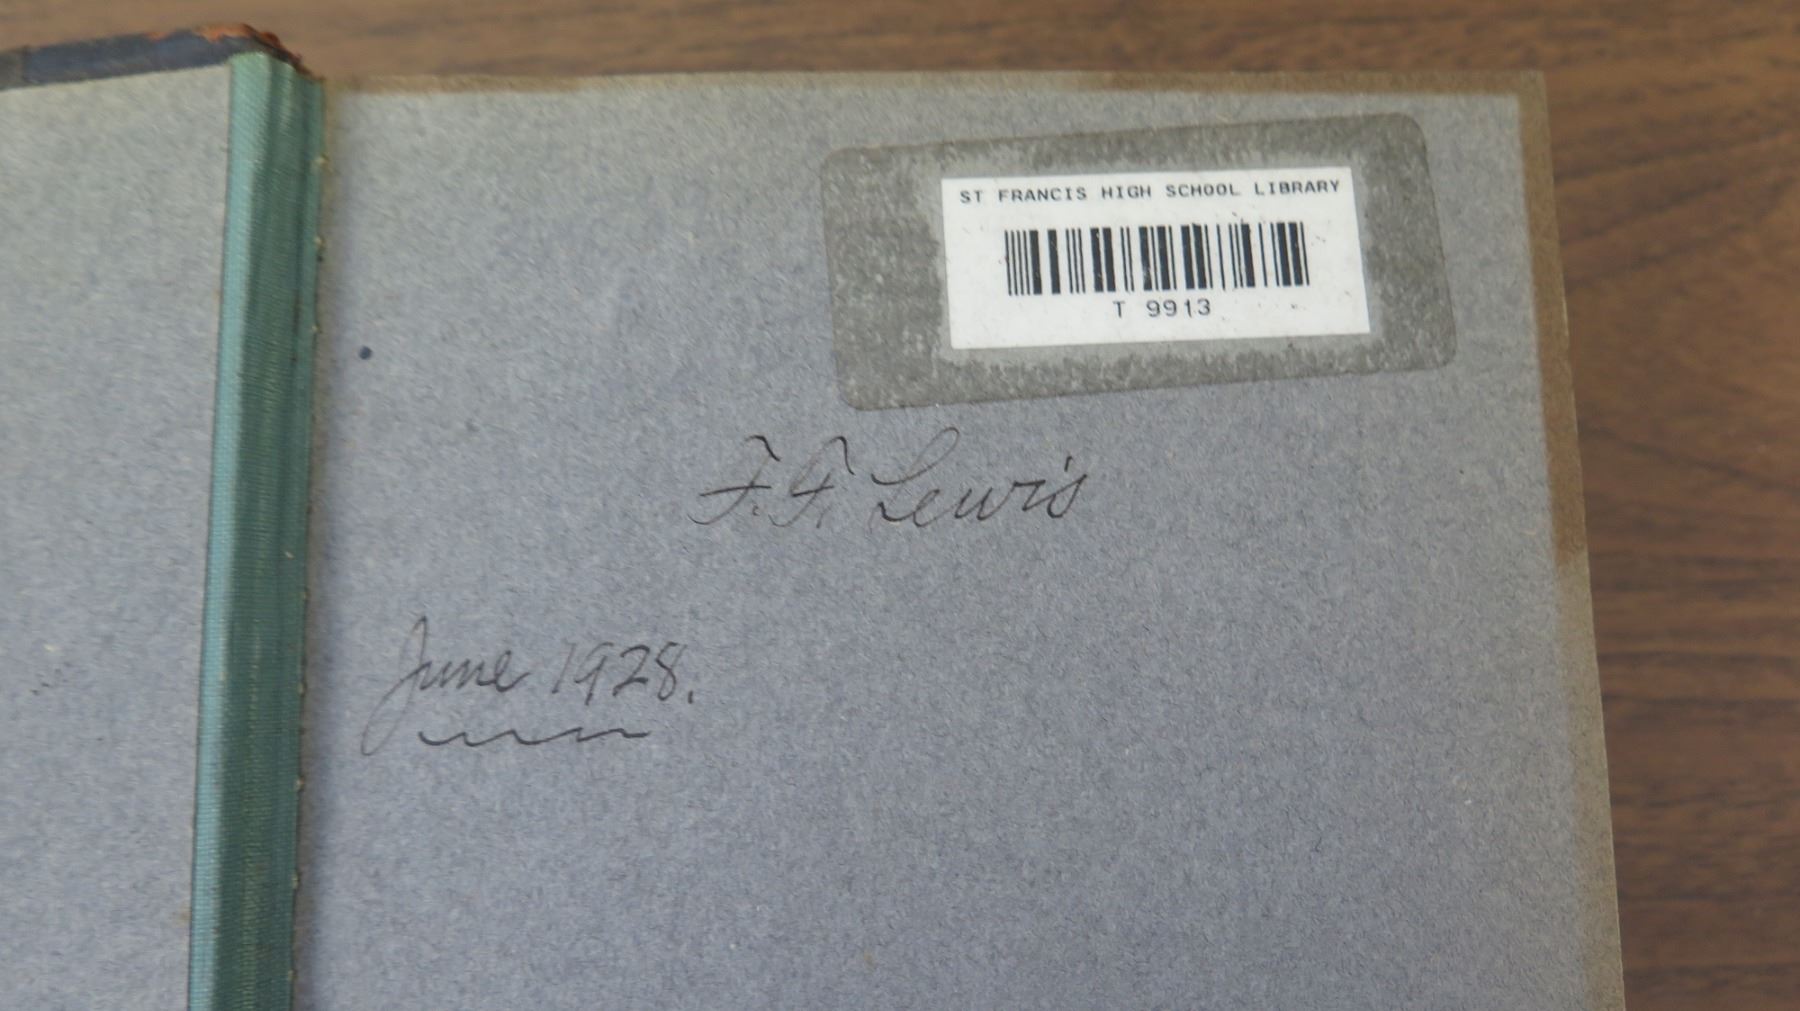 ST FRANCIS HIGH SCHOOL LIBRARY
T 9913
F. F. Lewis
June 1928.